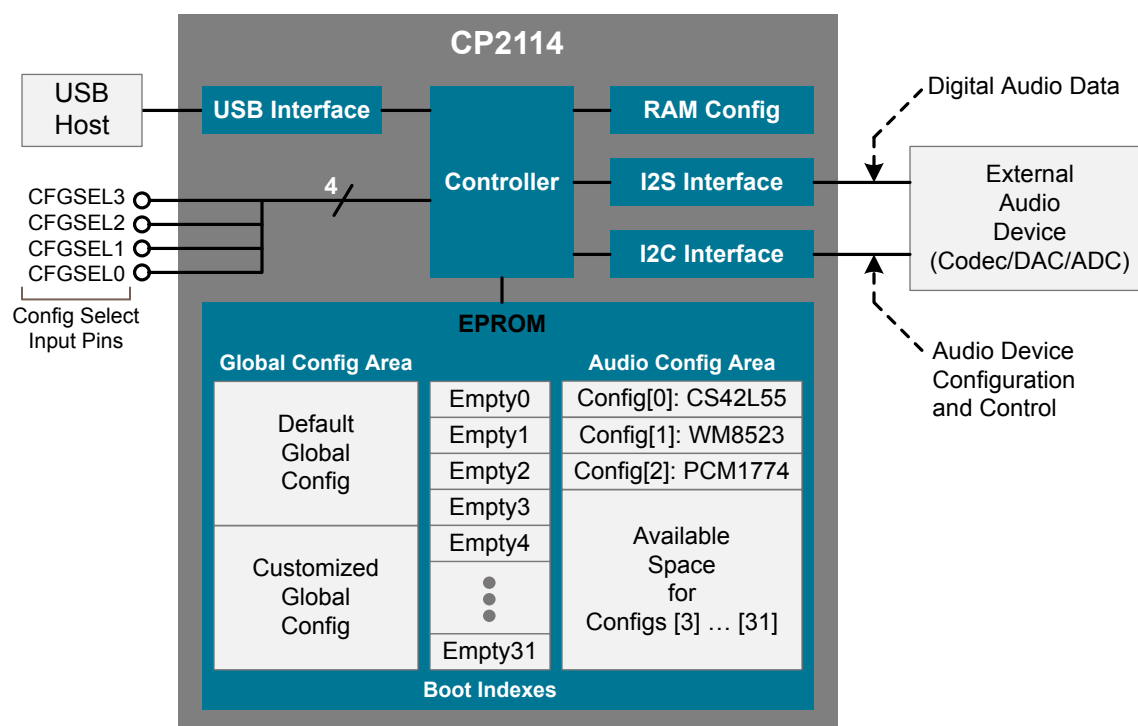 CP2114
USB
Host
USB Interface
Controller
RAM Config
I2S Interface
I2C Interface
Digital Audio Data
External
Audio
Device
(Codec/DAC/ADC)
Audio Device
Configuration
and Control
4
CFGSEL3
CFGSEL2
CFGSEL1
CFGSEL0
Config Select
Input Pins
EPROM
Global Config Area
Default
Global
Config
Customized
Global
Config
Empty0
Empty1
Empty2
Empty3
Empty4
Empty31
Boot Indexes
Audio Config Area
Config[0]: CS42L55
Config[1]: WM8523
Config[2]: PCM1774
Available
Space
for
Configs [3] … [31]